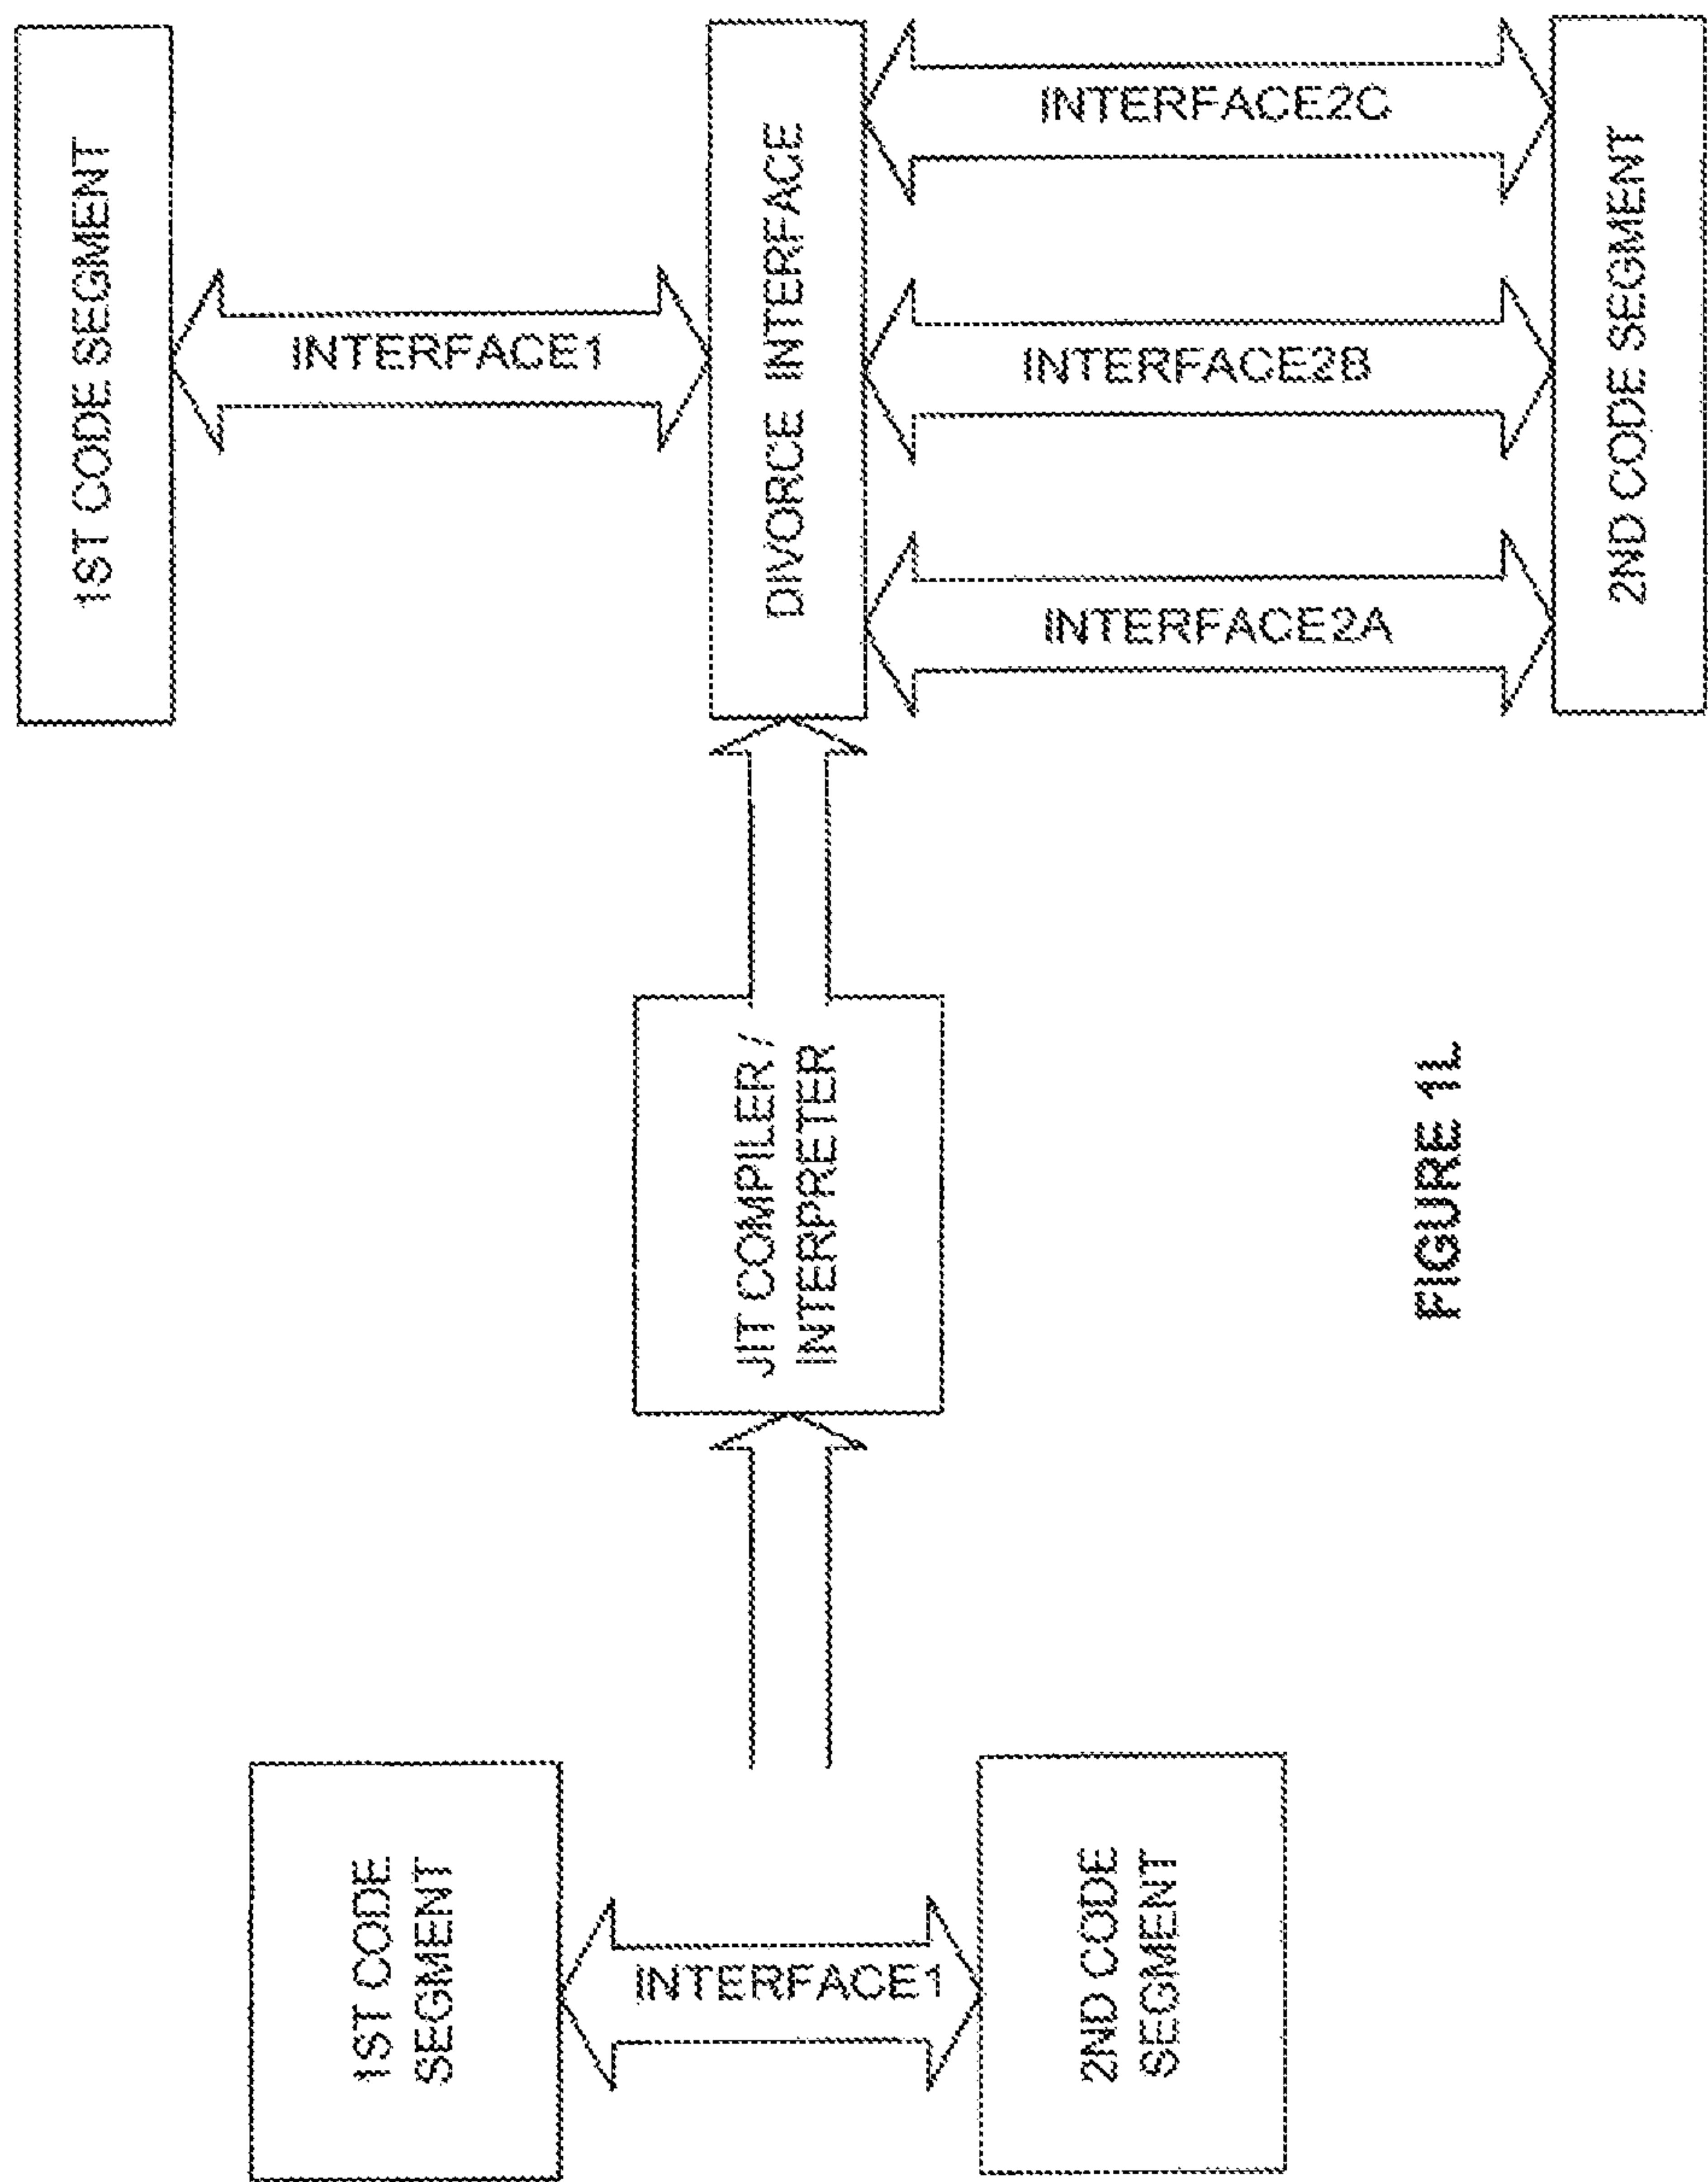 1ST CODE
SEGMENT
INTERFACE1
2ND CODE
SEGMENT
JIT COMPILER /
INTERPRETER
1ST CODE SEGMENT
INTERFACE1
DIVORCE INTERFACE
INTERFACE2A
INTERFACE2B
INTERFACE2C
2ND CODE SEGMENT
FIGURE 1L